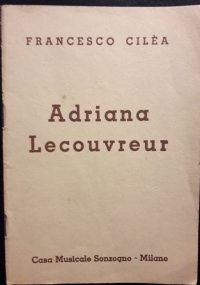 FRANCESCO CILÈA
Adriana
Lecouvreur
Casa Musicale Sonzogno - Milano